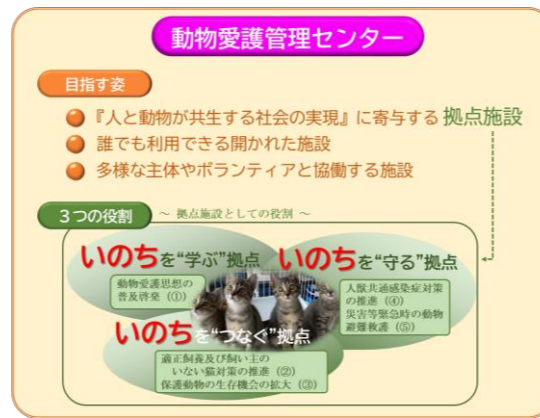 動物愛護管理センター
目指す姿
『人と動物が共生する社会の実現』に寄与する 拠点施設
誰でも利用できる開かれた施設
多様な主体やボランティアと協働する施設
3つの役割 ~ 拠点施設としての役割 ~
いのちを“学ぶ”拠点
動物愛護思想の
普及啓発（①）
いのちを“守る”拠点
人獣共通感染症対策
の推進（④）
災害等緊急時の動物
避難救護（⑤）
いのちを“つなぐ”拠点
適正飼養及び飼い主の
いない猫対策の推進（②）
保護動物の生存機会の拡大（③）